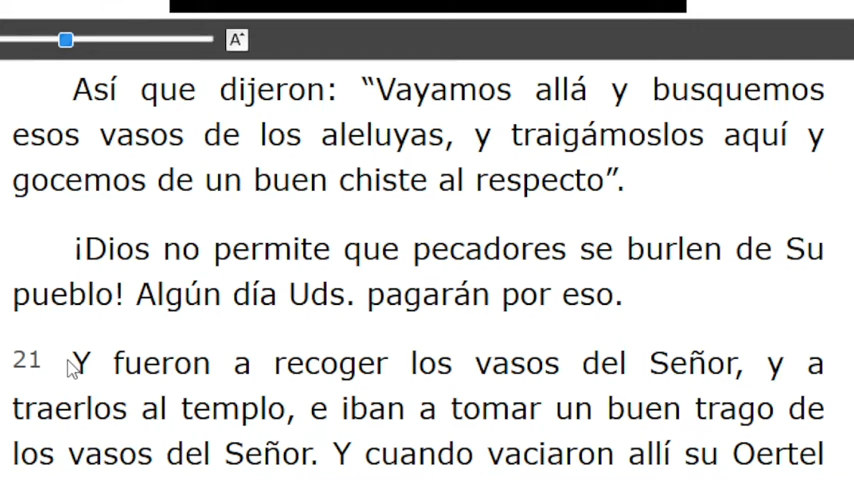 A
Así que dijeron: “Vayamos allá y busquemos
esos vasos de los aleluyas, y traigámoslos aquí y
gocemos de un buen chiste al respecto”.
¡Dios no permite que pecadores se burlen de Su
pueblo! Algún día Uds. pagarán por eso.
21 Y fueron a recoger los vasos del Señor, y a
traerlos al templo, e iban a tomar un buen trago de
los vasos del Señor. Y cuando vaciaron allí su Oertel